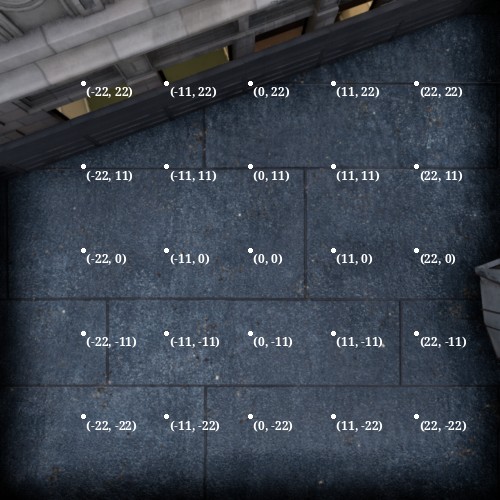 (-22, 22) (-11, 22) (0, 22) (11, 22) (22, 22)
(-22, 11) (-11, 11) (0, 11) (11, 11) (22, 11)
(-22, 0) (-11, 0) (0, 0) (11, 0) (22, 0)
(-22, -11) (-11, -11) (0, -11) (11, -11) (22, -11)
(-22, -22) (-11, -22) (0, -22) (11, -22) (22, -22)